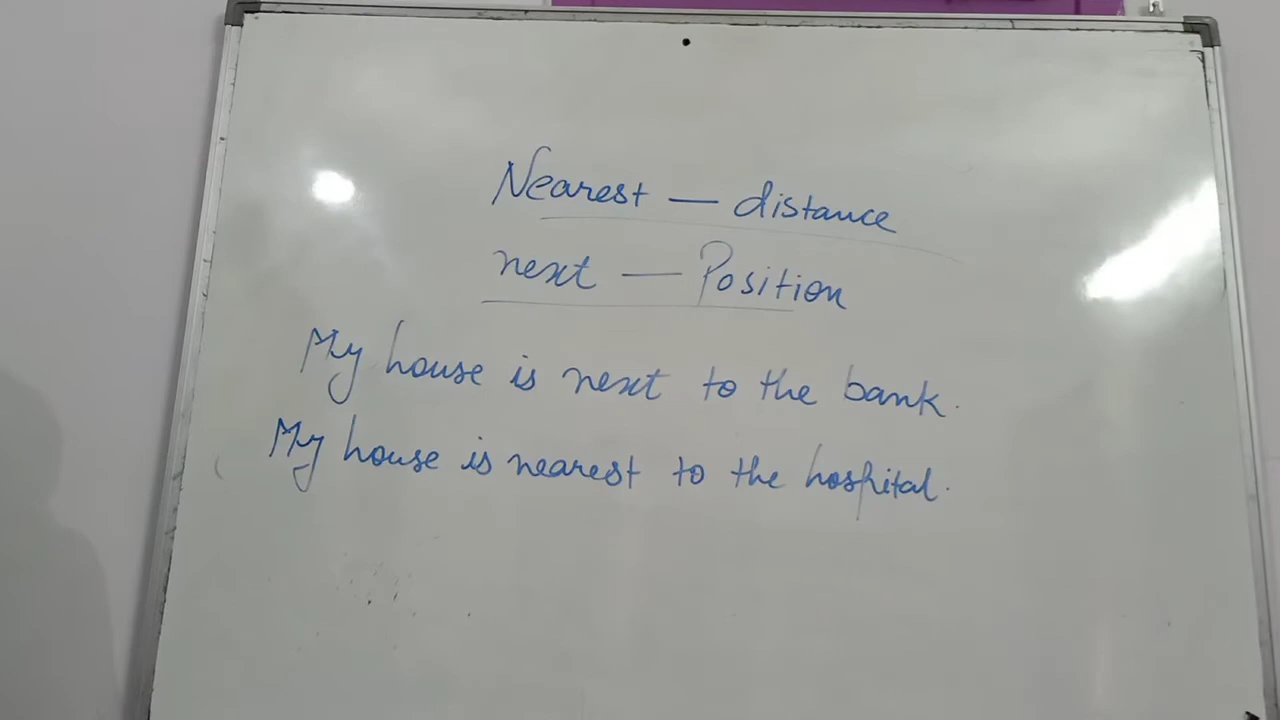 Nearest — distance
next — Position
My house is next to the bank.
My house is nearest to the hospital.